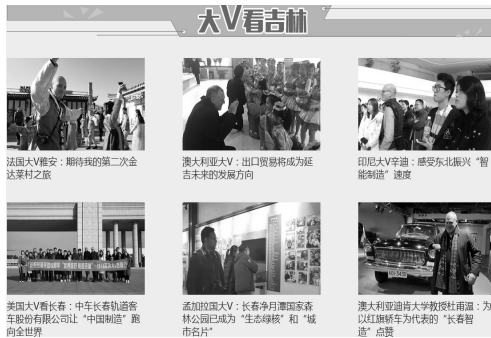 大V看吉林
法国大V雅安：期待我的第二次金
达莱村之旅
澳大利亚大V：出口贸易将成为延
吉未来的发展方向
印尼大V辛迪：感受东北振兴“智
能制造”速度
美国大V看长春：中车长春轨道客
车股份有限公司让“中国制造”跑
向全世界
孟加拉国大V：长春净月潭国家森
林公园已成为“生态绿核”和“城
市名片”
澳大利亚迪肯大学教授杜甫温：为
以红旗轿车为代表的“长春智
造”点赞